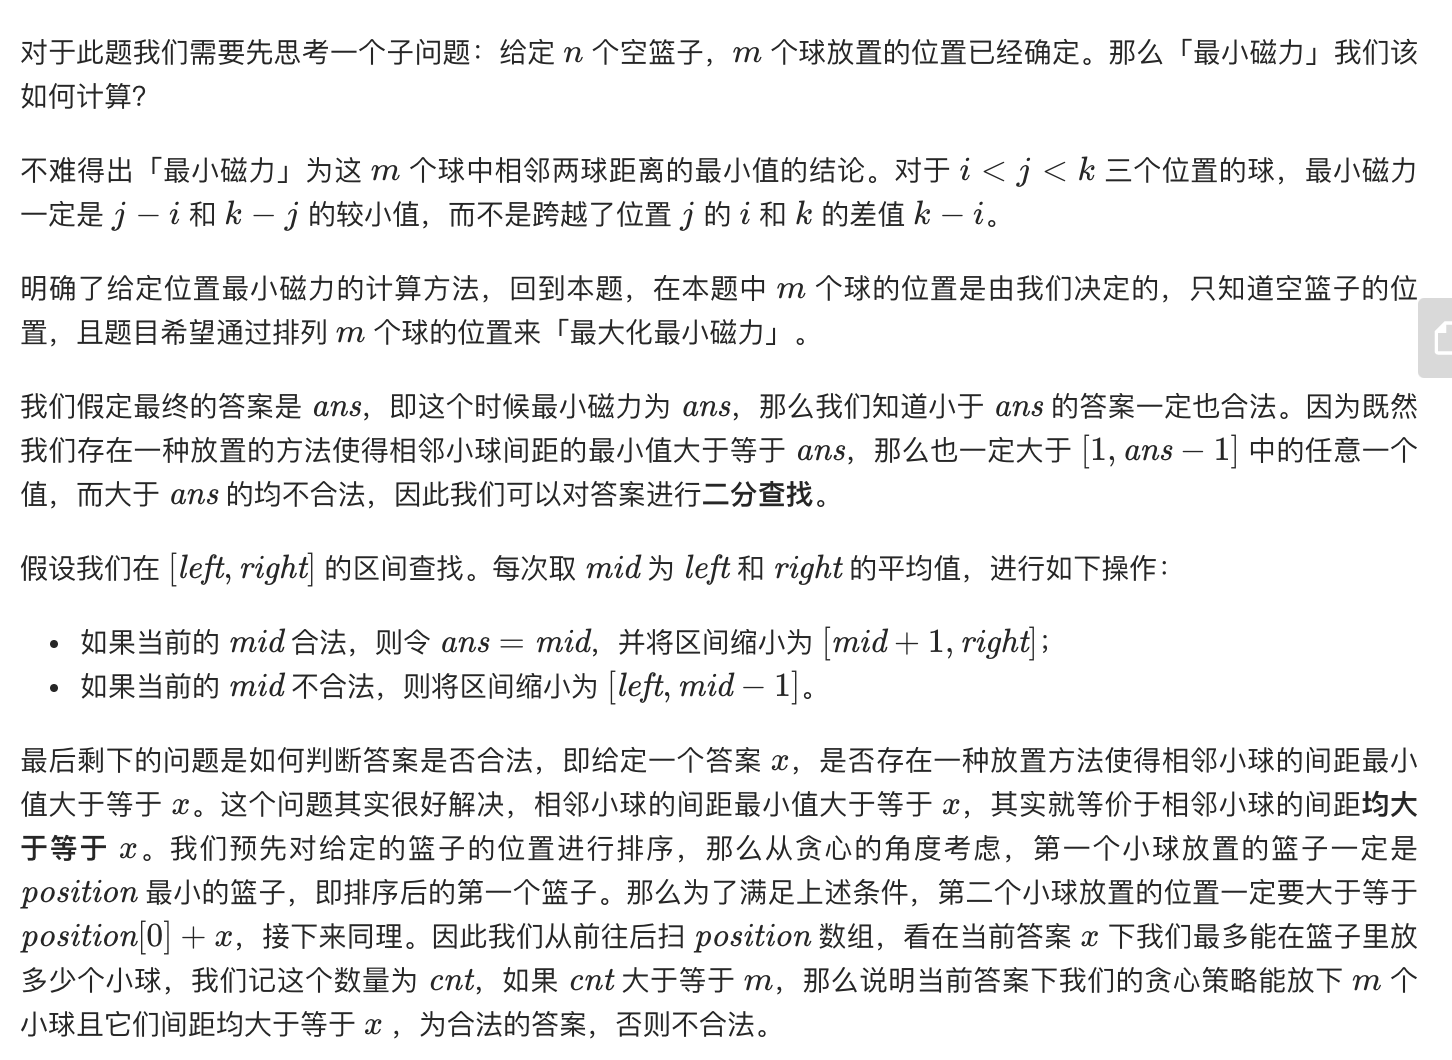 对于此题我们需要先思考一个子问题：给定 n 个空篮子，m 个球放置的位置已经确定。那么「最小磁力」我们该
如何计算？
不难得出「最小磁力」为这 m 个球中相邻两球距离的最小值的结论。对于 i < j < k 三个位置的球，最小磁力
一定是 j − i 和 k − j 的较小值，而不是跨越了位置 j 的 i 和 k 的差值 k − i。
明确了给定位置最小磁力的计算方法，回到本题，在本题中 m 个球的位置是由我们决定的，只知道空篮子的位
置，且题目希望通过排列 m 个球的位置来「最大化最小磁力」。
我们假定最终的答案是 ans，即这个时候最小磁力为 ans，那么我们知道小于 ans 的答案一定也合法。因为既然
我们存在一种放置的方法使得相邻小球间距的最小值大于等于 ans，那么也一定大于 [1, ans − 1] 中的任意一个
值，而大于 ans 的均不合法，因此我们可以对答案进行二分查找。
假设我们在 [left, right] 的区间查找。每次取 mid 为 left 和 right 的平均值，进行如下操作：
• 如果当前的 mid 合法，则令 ans = mid，并将区间缩小为 [mid + 1, right]；
• 如果当前的 mid 不合法，则将区间缩小为 [left, mid − 1]。
最后剩下的问题是如何判断答案是否合法，即给定一个答案 x，是否存在一种放置方法使得相邻小球的间距最小
值大于等于 x。这个问题其实很好解决，相邻小球的间距最小值大于等于 x，其实就等价于相邻小球的间距均大
于等于 x。我们预先对给定的篮子的位置进行排序，那么从贪心的角度考虑，第一个小球放置的篮子一定是
position 最小的篮子，即排序后的第一个篮子。那么为了满足上述条件，第二个小球放置的位置一定要大于等于
position[0] + x，接下来同理。因此我们从前往后扫 position 数组，看在当前答案 x 下我们最多能在篮子里放
多少个小球，我们记这个数量为 cnt，如果 cnt 大于等于 m，那么说明当前答案下我们的贪心策略能放下 m 个
小球且它们间距均大于等于 x ，为合法的答案，否则不合法。